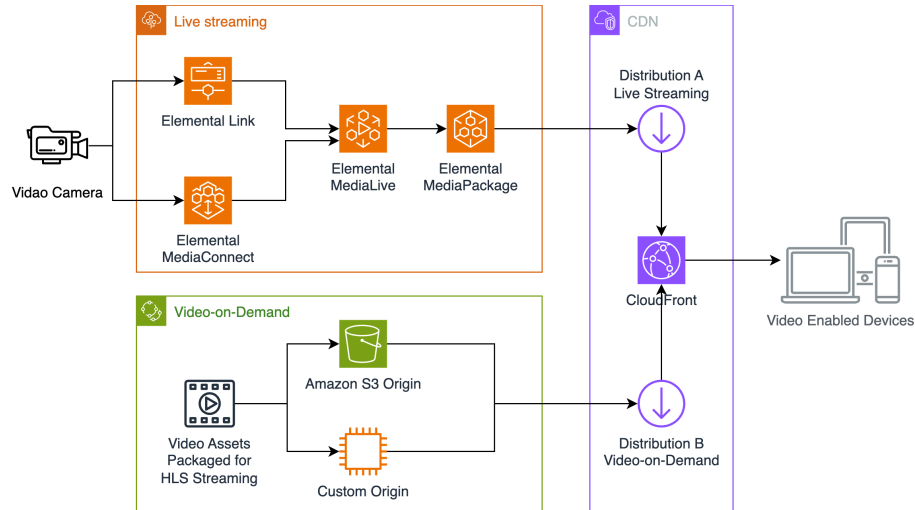 Live streaming
CDN
Distribution A
Live Streaming
Elemental Link
Vidao Camera
Elemental
MediaLive
Elemental
MediaPackage
Elemental
MediaConnect
CloudFront
Video Enabled Devices
Video-on-Demand
Amazon S3 Origin
Video Assets
Packaged for
HLS Streaming
Custom Origin
Distribution B
Video-on-Demand